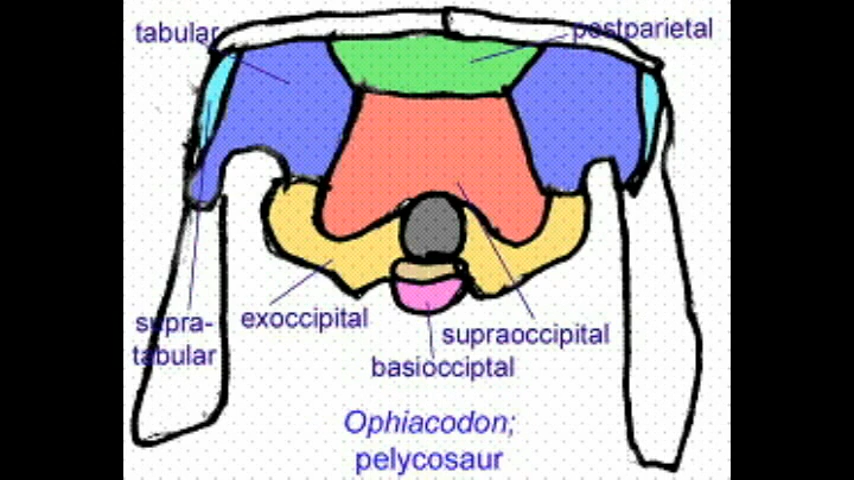 tabular
postparietal
supra-
tabular
exoccipital
supraoccipital
basiocciptal
Ophiacodon;
pelycosaur